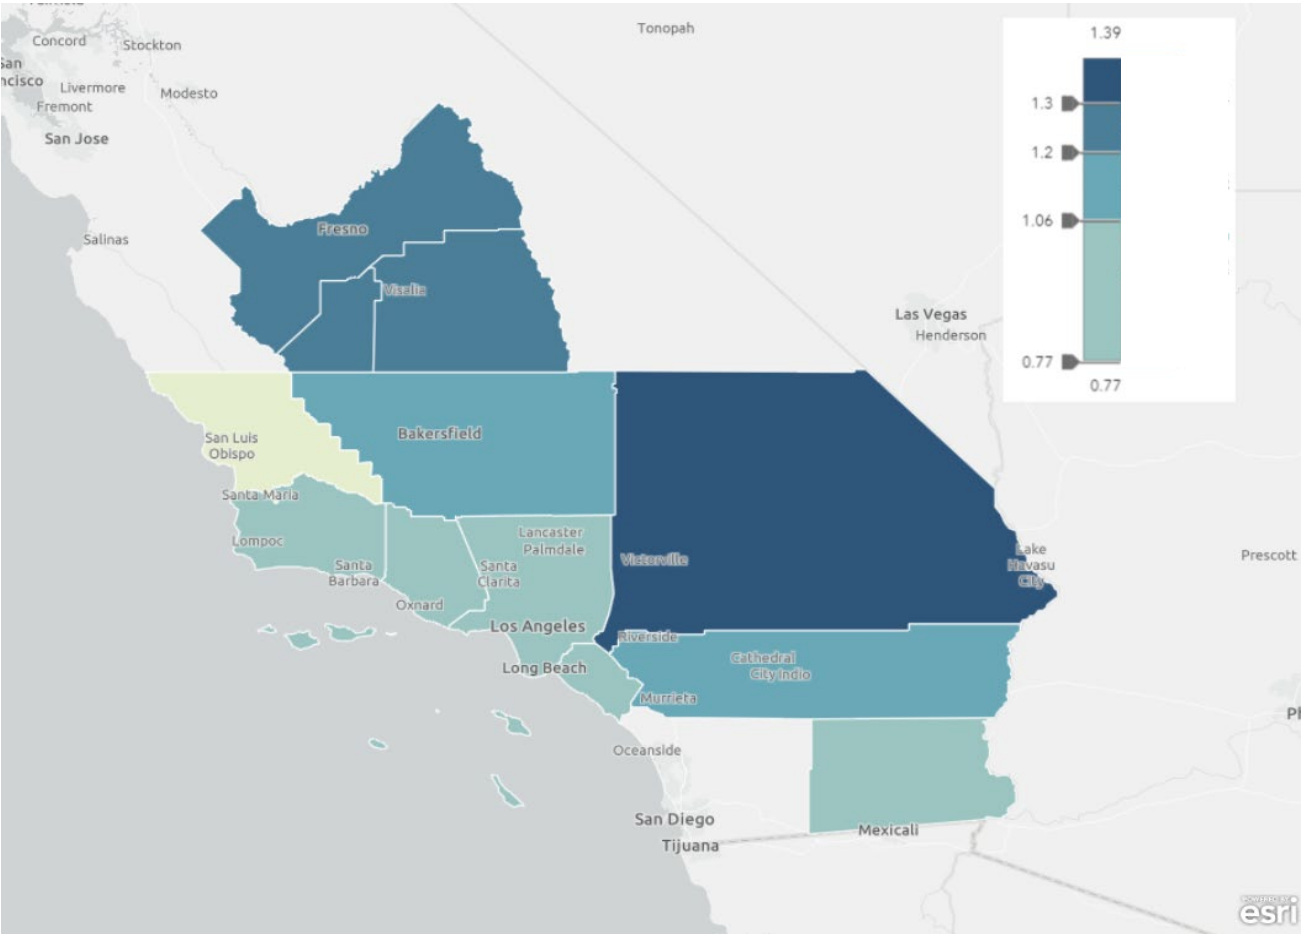 Concord
Stockton
San
ncisco
Livermore
Fremont
Modesto
San Jose
Salinas
Tonopah
1.39
1.3
1.2
1.06
0.77
0.77
Fresno
Visalia
Las Vegas
Henderson
San Luis
Obispo
Bakersfield
Santa Maria
Lompoc
Santa
Barbara
Oxnard
Lancaster
Palmdale
Santa
Clarita
Los Angeles
Long Beach
Victorville
Lake
Havasu
City
Prescott
Riverside
Cathedral
City Indio
Murrieta
Oceanside
San Diego
Tijuana
Mexicali
Ph
POWERED BY
esri